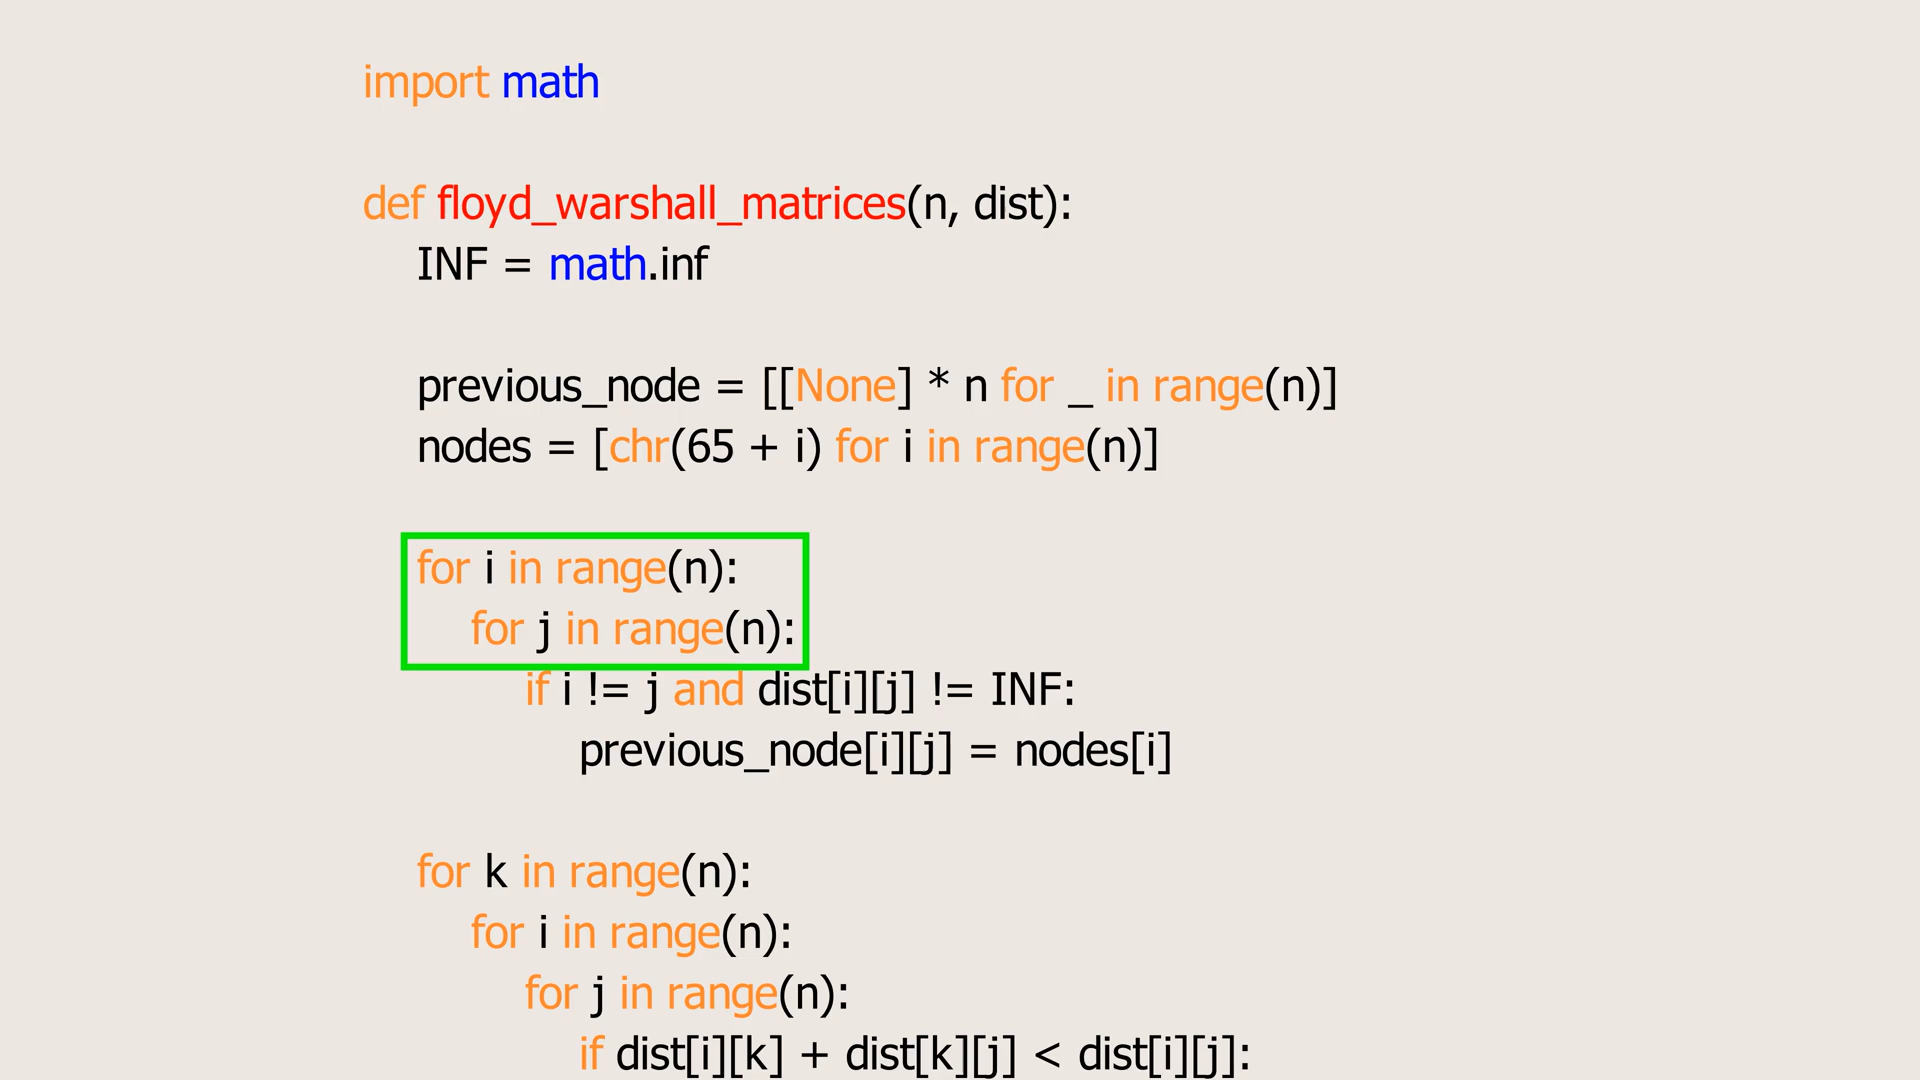 import math
def floyd_warshall_matrices(n, dist):
INF = math.inf
previous_node = [[None] * n for _ in range(n)]
nodes = [chr(65 + i) for i in range(n)]
for i in range(n):
for j in range(n):
if i != j and dist[i][j] != INF:
previous_node[i][j] = nodes[i]
for k in range(n):
for i in range(n):
for j in range(n):
if dist[i][k] + dist[k][j] < dist[i][j]: